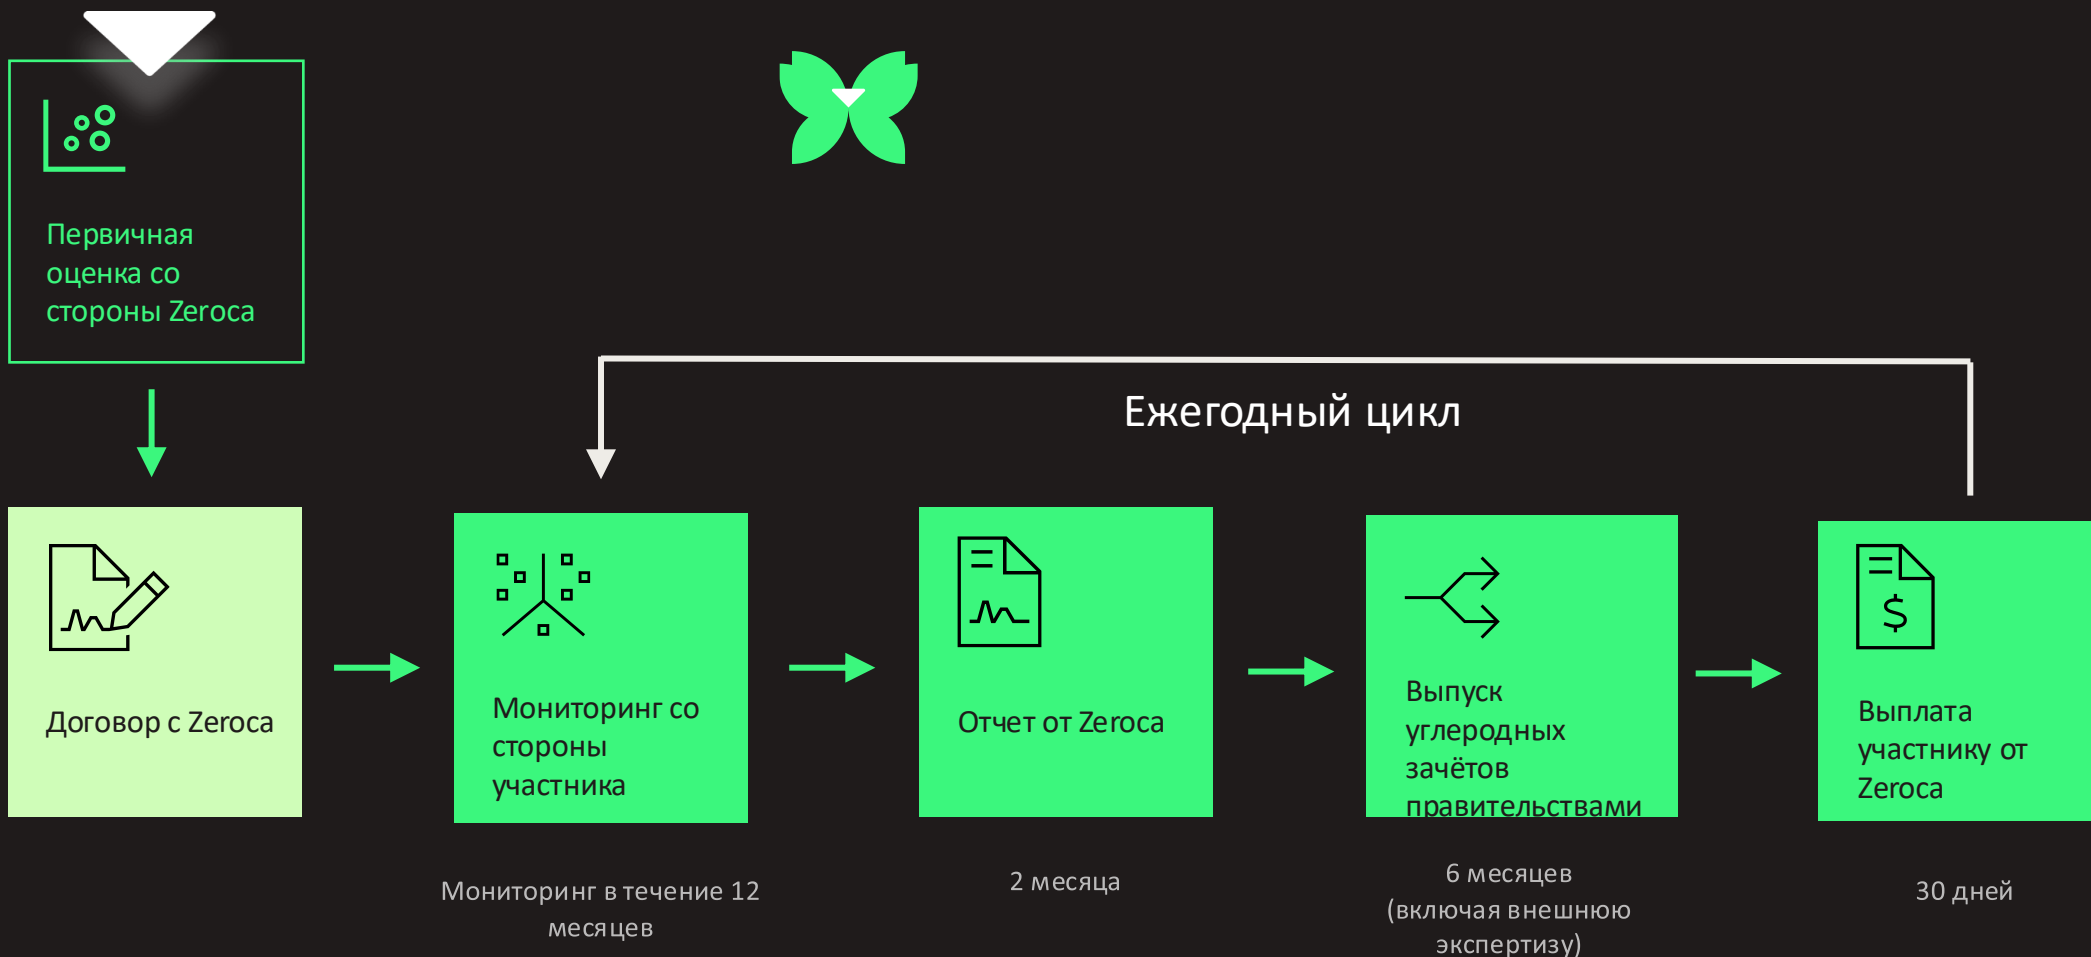 Первичная
оценка со
стороны Zeroca
Ежегодный цикл
Договор с Zeroca
Мониторинг со
стороны
участника
Отчет от Zeroca
Выпуск
углеродных
зачётов
правительствами
$
Выплата
участнику от
Zeroca
Мониторинг в течение 12
месяцев
2 месяца
6 месяцев
(включая внешнюю
экспертизу)
30 дней